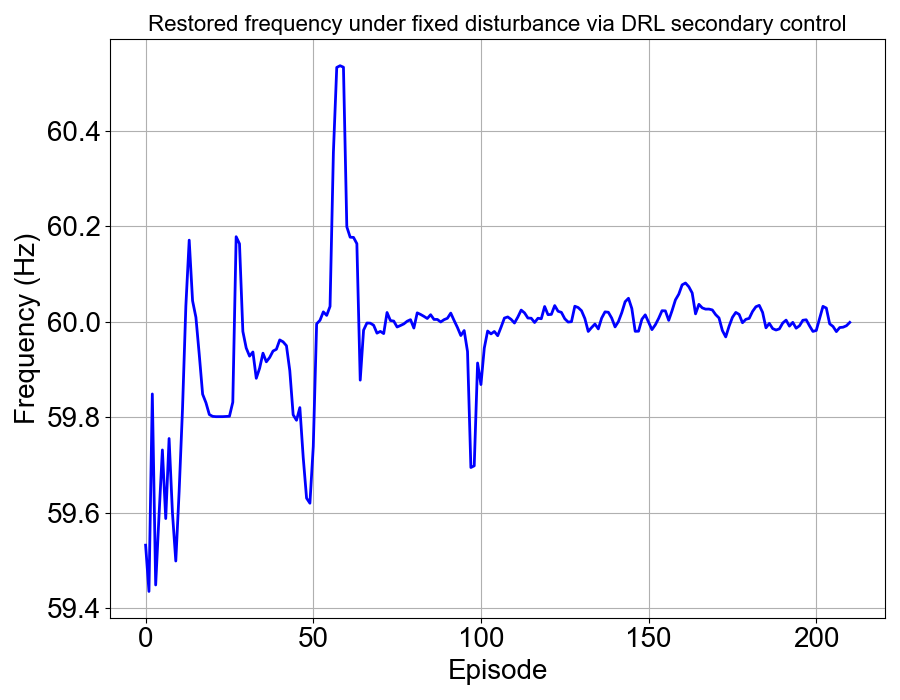 Restored frequency under fixed disturbance via DRL secondary control
60.4
60.2
60.0
59.8
59.6
59.4
Frequency (Hz)
0 50 100 150 200
Episode